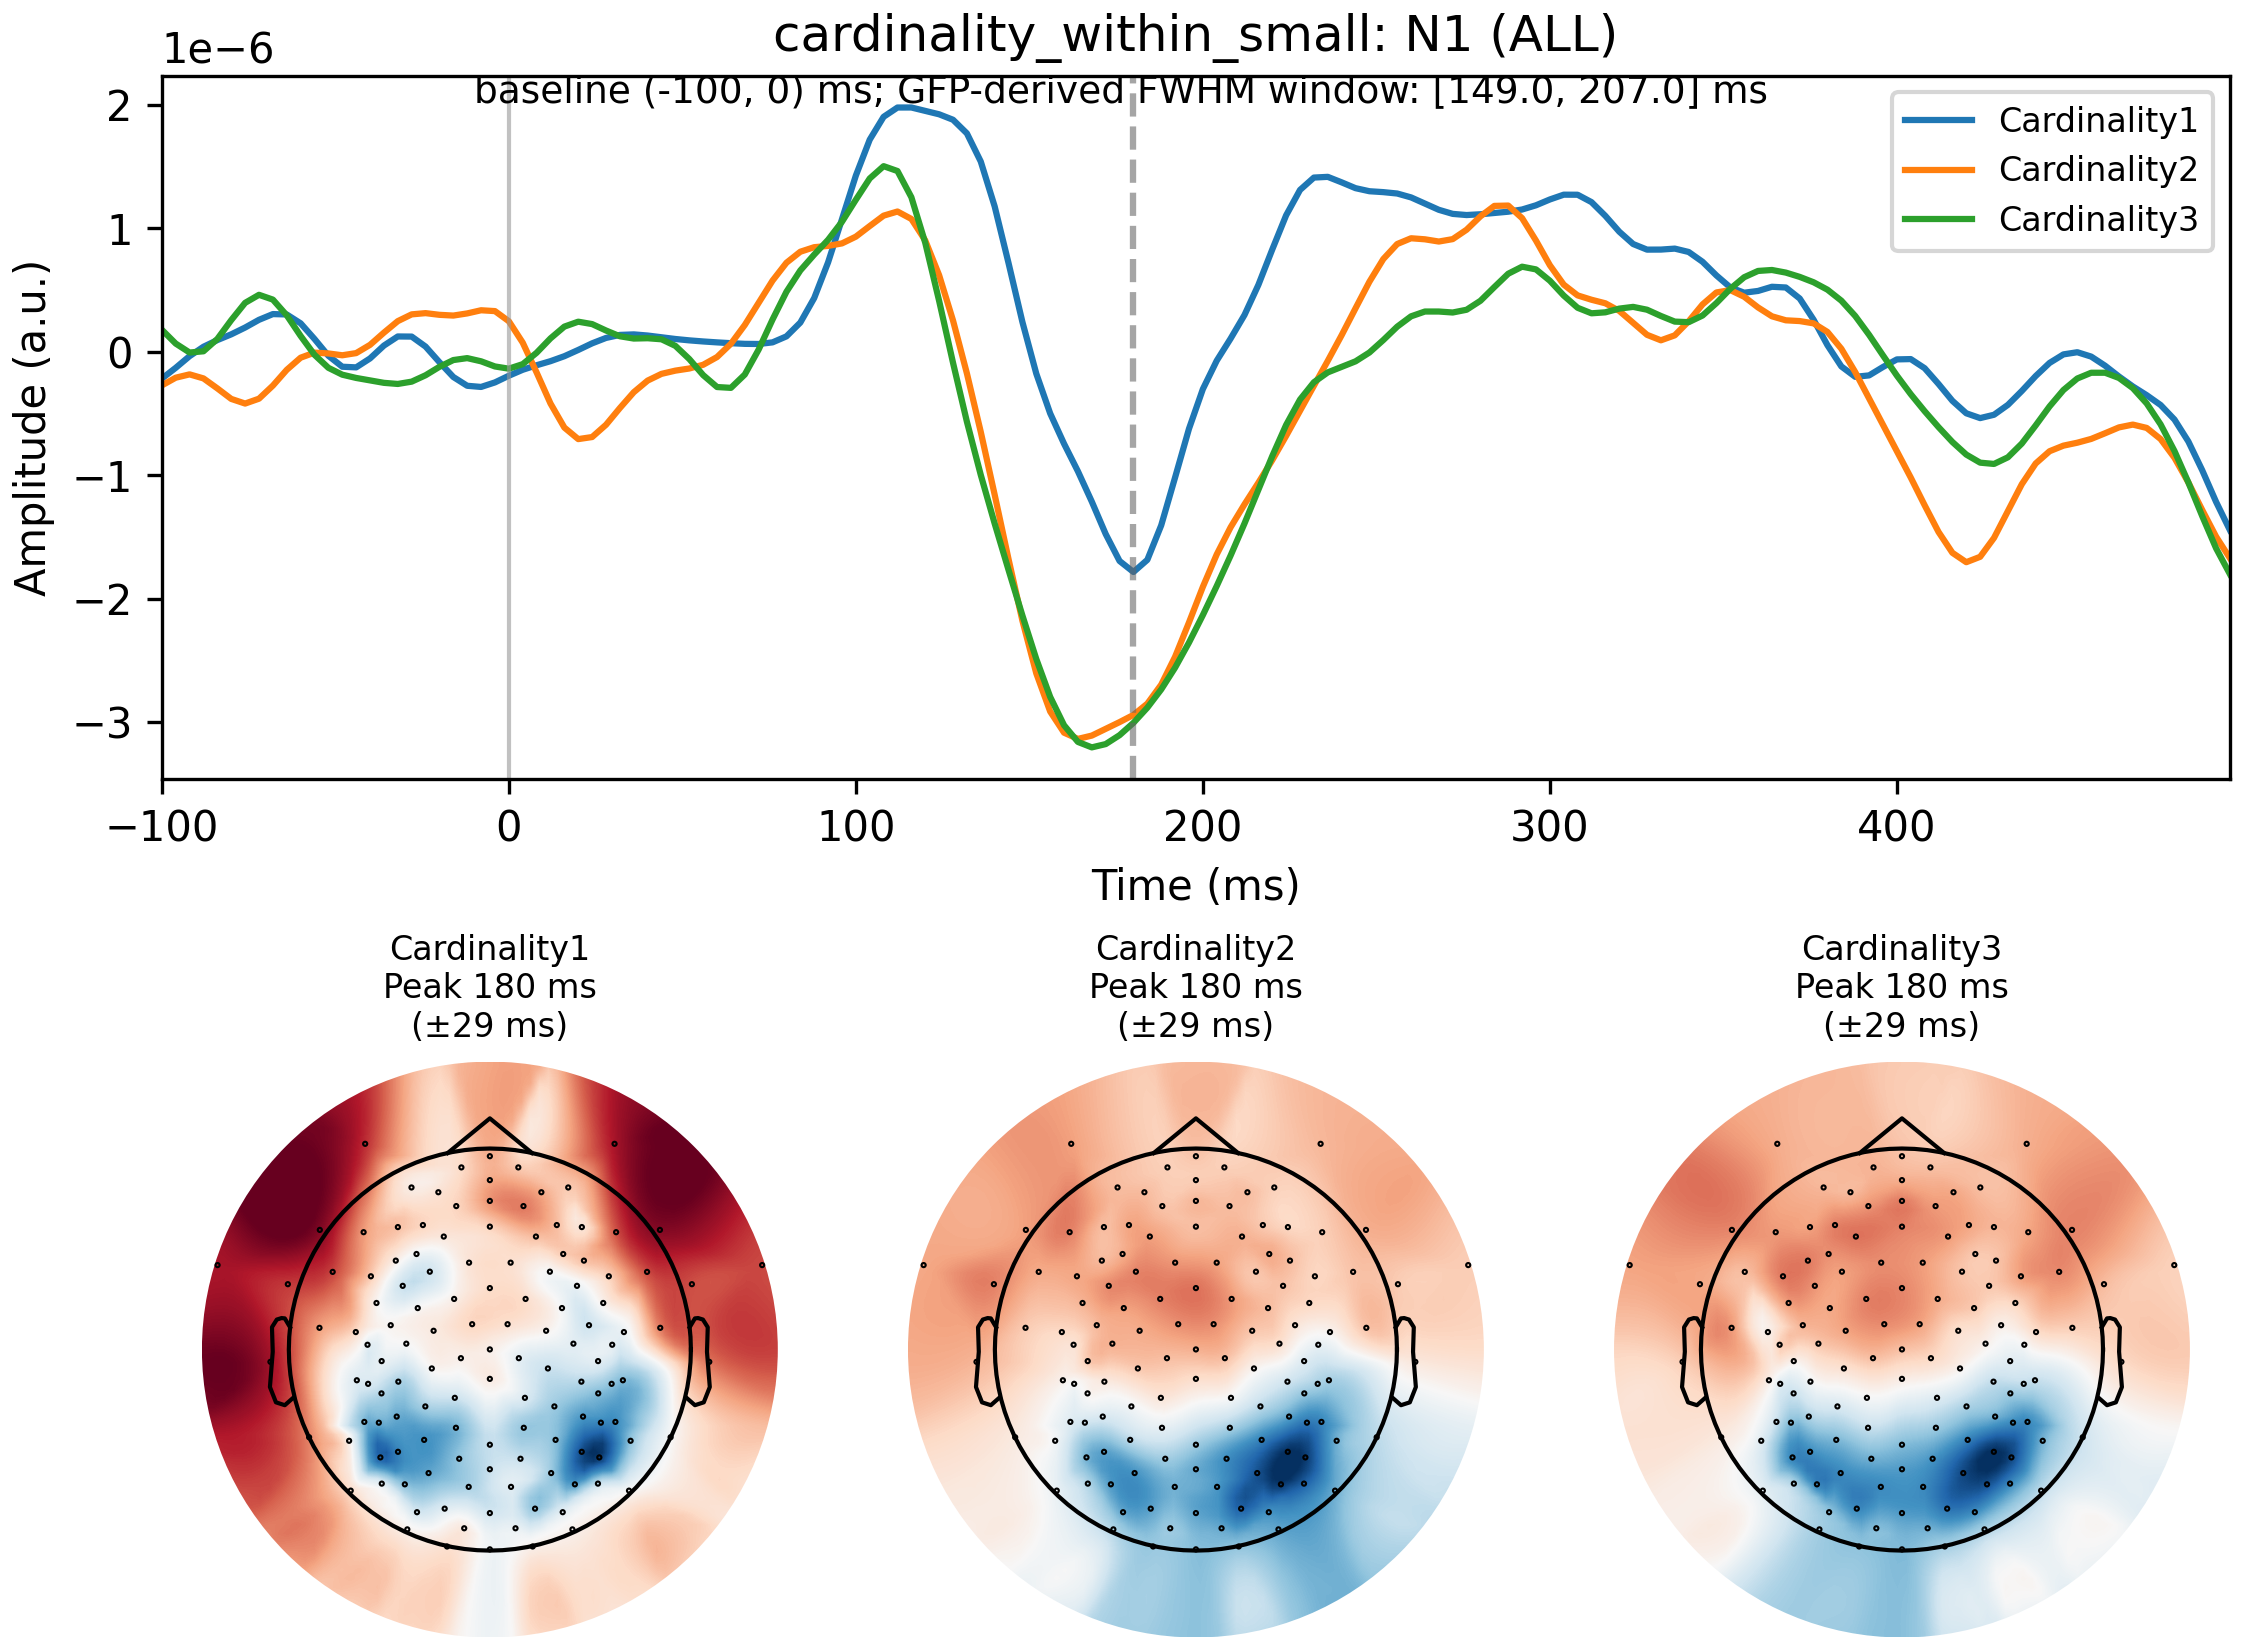 cardinality_within_small: N1 (ALL)
1e−6
baseline (-100, 0) ms; GFP-derived FWHM window: [149.0, 207.0] ms
Cardinality1
Cardinality2
Cardinality3
2
1
0
−1
−2
−3
Amplitude (a.u.)
−100
0
100
200
300
400
Time (ms)
Cardinality1
Peak 180 ms
(±29 ms)
Cardinality2
Peak 180 ms
(±29 ms)
Cardinality3
Peak 180 ms
(±29 ms)